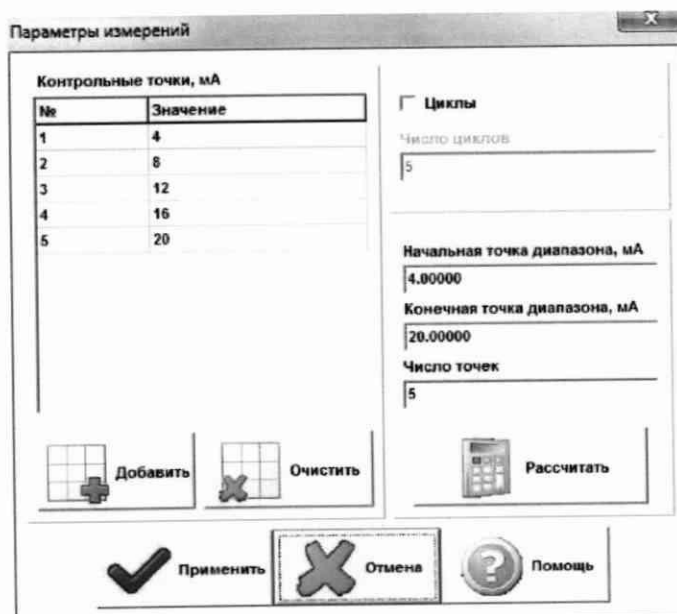 Параметры измерений
x
Контрольные точки, мА
№ Значение
1 4
2 8
3 12
4 16
5 20
Добавить
Очистить
Циклы
Число циклов
5
Начальная точка диапазона, мА
4.00000
Конечная точка диапазона, мА
20.00000
Число точек
5
Рассчитать
Применить
Отмена
? Помощь